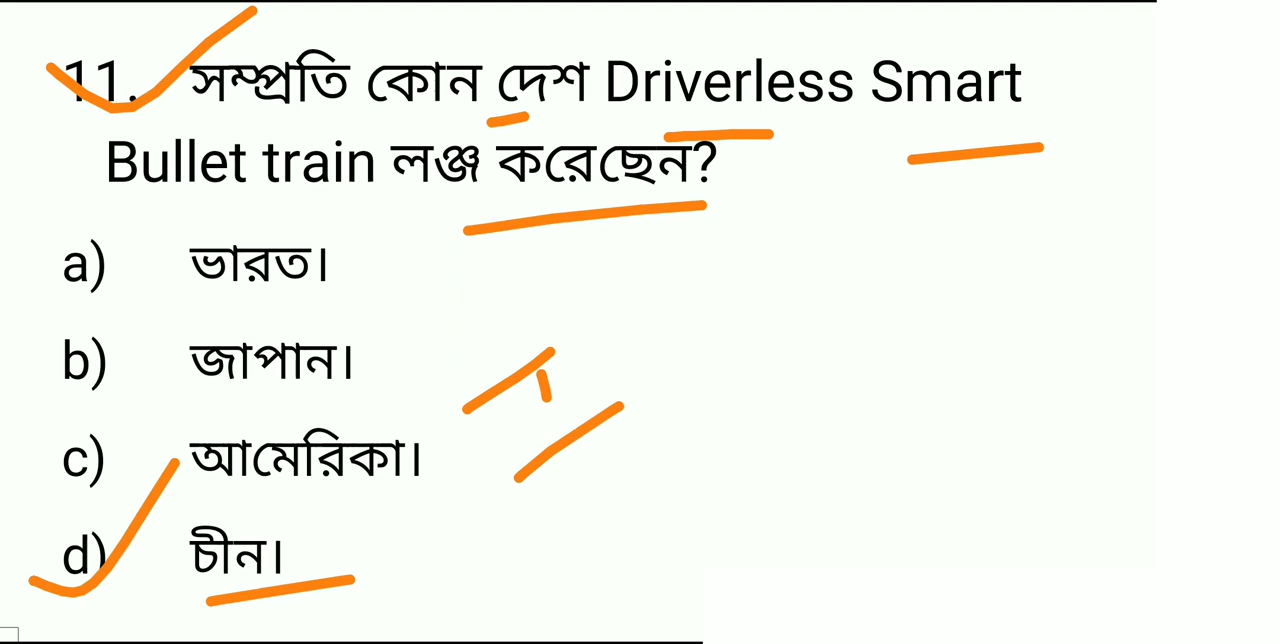 11. সম্প্রতি কোন দেশ Driverless Smart
Bullet train লঞ্জ করেছেন?
a) ভারত।
b) জাপান।
c) আমেরিকা।
d) চীন।